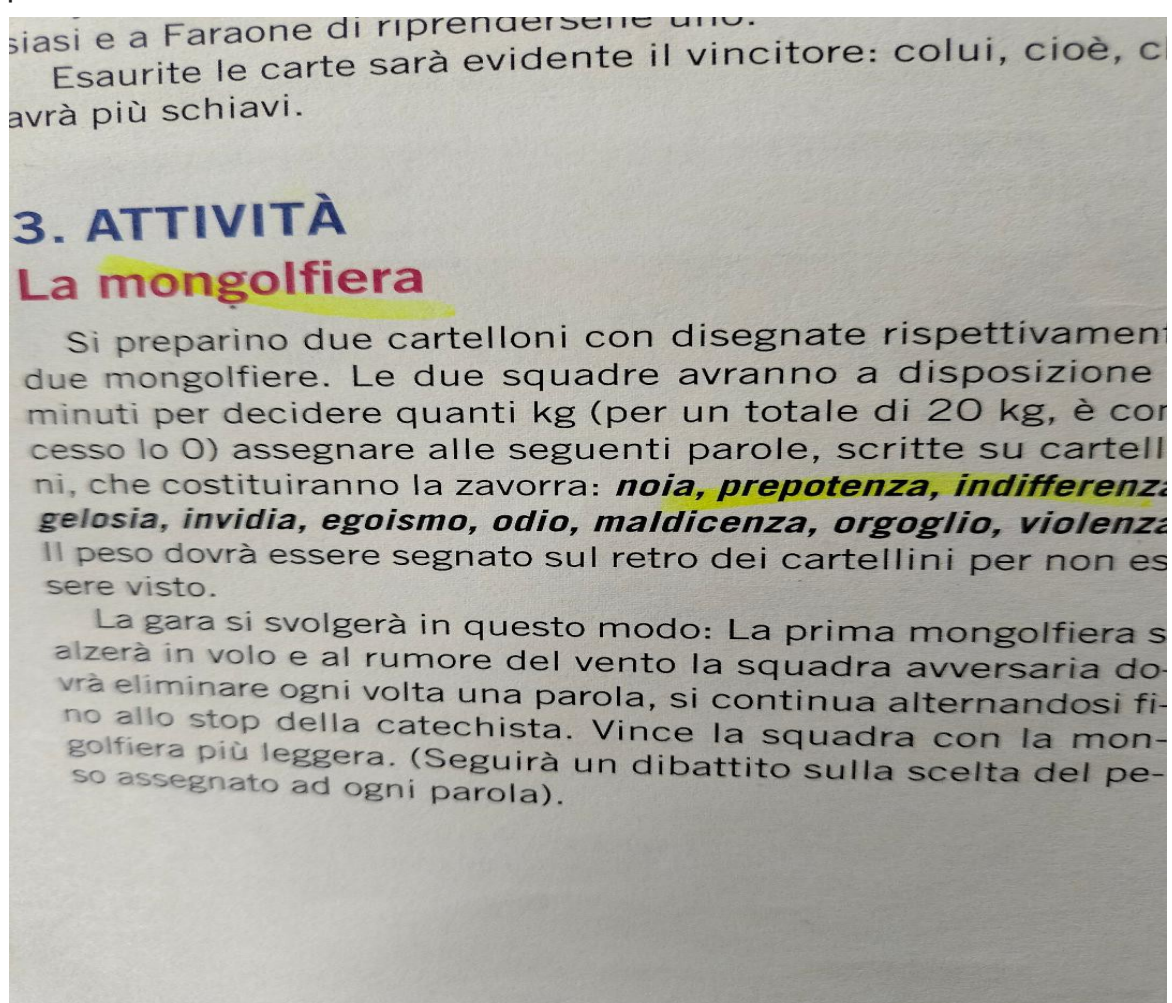 siasi e a Faraone di riprendersene uno.
Esaurite le carte sarà evidente il vincitore: colui, cioè, c
avrà più schiavi.
3. ATTIVITÀ
La mongolfiera
Si preparino due cartelloni con disegnate rispettivament
due mongolfiere. Le due squadre avranno a disposizione
minuti per decidere quanti kg (per un totale di 20 kg, è con
cesso lo 0) assegnare alle seguenti parole, scritte su cartell
ni, che costituiranno la zavorra: noia, prepotenza, indifferenza
gelosia, invidia, egoismo, odio, maldicenza, orgoglio, violenza
Il peso dovrà essere segnato sul retro dei cartellini per non es
sere visto.
La gara si svolgerà in questo modo: La prima mongolfiera s
alzerà in volo e al rumore del vento la squadra avversaria do-
vrà eliminare ogni volta una parola, si continua alternandosi fi-
no allo stop della catechista. Vince la squadra con la mon-
golfiera più leggera. (Seguirà un dibattito sulla scelta del pe-
so assegnato ad ogni parola).